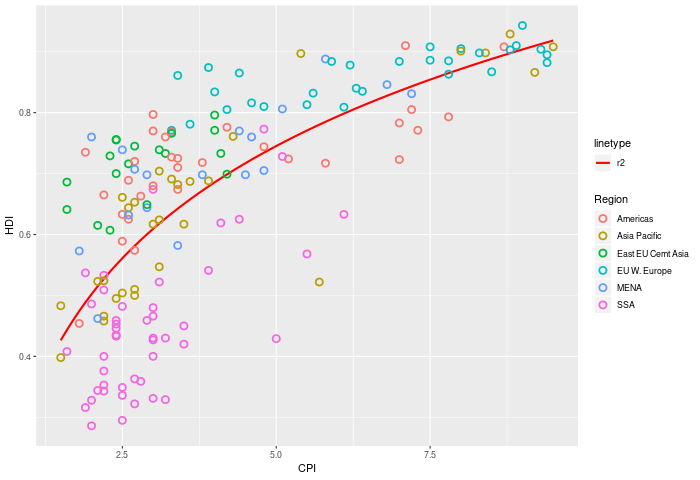 HDI
0.8
0.6
0.4
2.5
5.0
7.5
CPI
linetype
r2
Region
Americas
Asia Pacific
East EU Cemt Asia
EU W. Europe
MENA
SSA